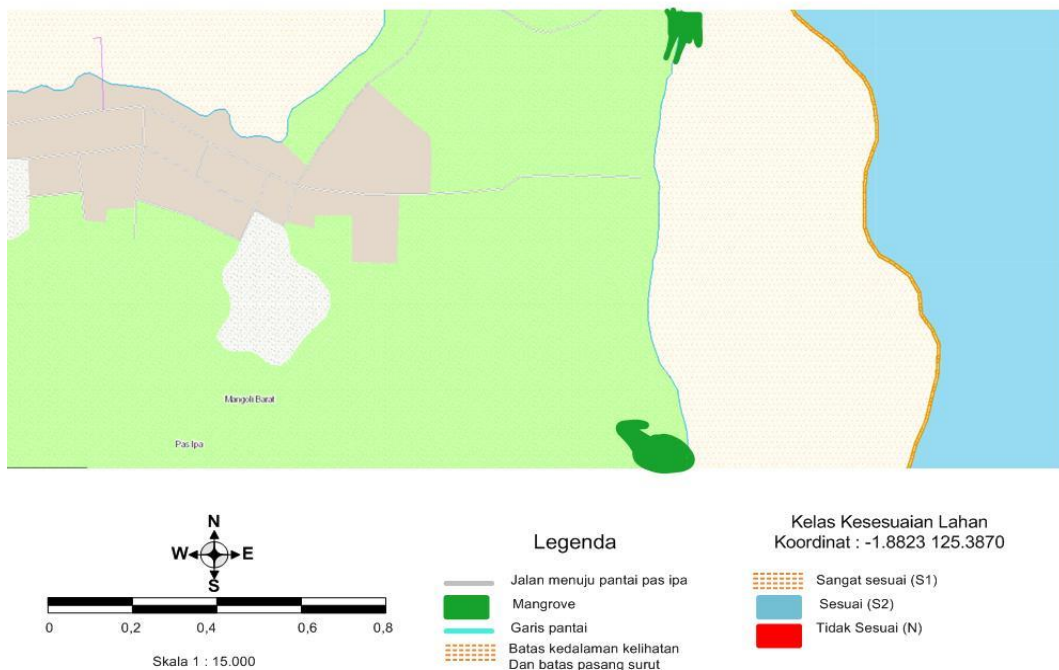 Mangoli Barat
Pas Ipa
N
W E
S
0 0,2 0,4 0,6 0,8
Skala 1 : 15.000
Legenda
Jalan menuju pantai pas ipa
Mangrove
Garis pantai
Batas kedalaman kelihatan
Dan batas pasang surut
Kelas Kesesuaian Lahan
Koordinat : -1.8823 125.3870
Sangat sesuai (S1)
Sesuai (S2)
Tidak Sesuai (N)